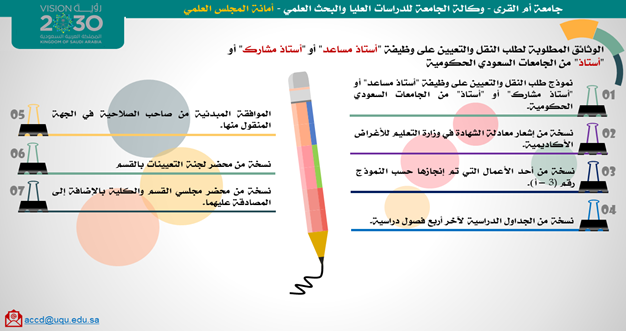 جامعة أم القرى - وكالة الجامعة للدراسات العليا والبحث العلمي - أمانة المجلس العلمي
VISION رؤيــة
2030
المملكة العربية السعودية
KINGDOM OF SAUDI ARABIA
الوثائق المطلوبة لطلب النقل والتعيين على وظيفة "أستاذ مساعد" أو "أستاذ مشارك" أو
"أستاذ" من الجامعات السعودي الحكومية
01
نموذج طلب النقل والتعيين على وظيفة "أستاذ مساعد" أو
"أستاذ مشارك" أو "أستاذ" من الجامعات السعودي
الحكومية.
02
نسخة من إشعار معادلة الشهادة في وزارة التعليم للأغراض
الأكاديمية.
03
نسخة من أحد الأعمال التي تم إنجازها حسب النموذج
رقم (3 – أ).
04
نسخة من الجداول الدراسية لآخر أربع فصول دراسية.
05
الموافقة المبدئية من صاحب الصلاحية في الجهة
المنقول منها.
06
نسخة من محضر لجنة التعيينات بالقسم
07
نسخة من محضر مجلسي القسم والكلية بالإضافة إلى
المصادقة عليهما.
accd@uqu.edu.sa